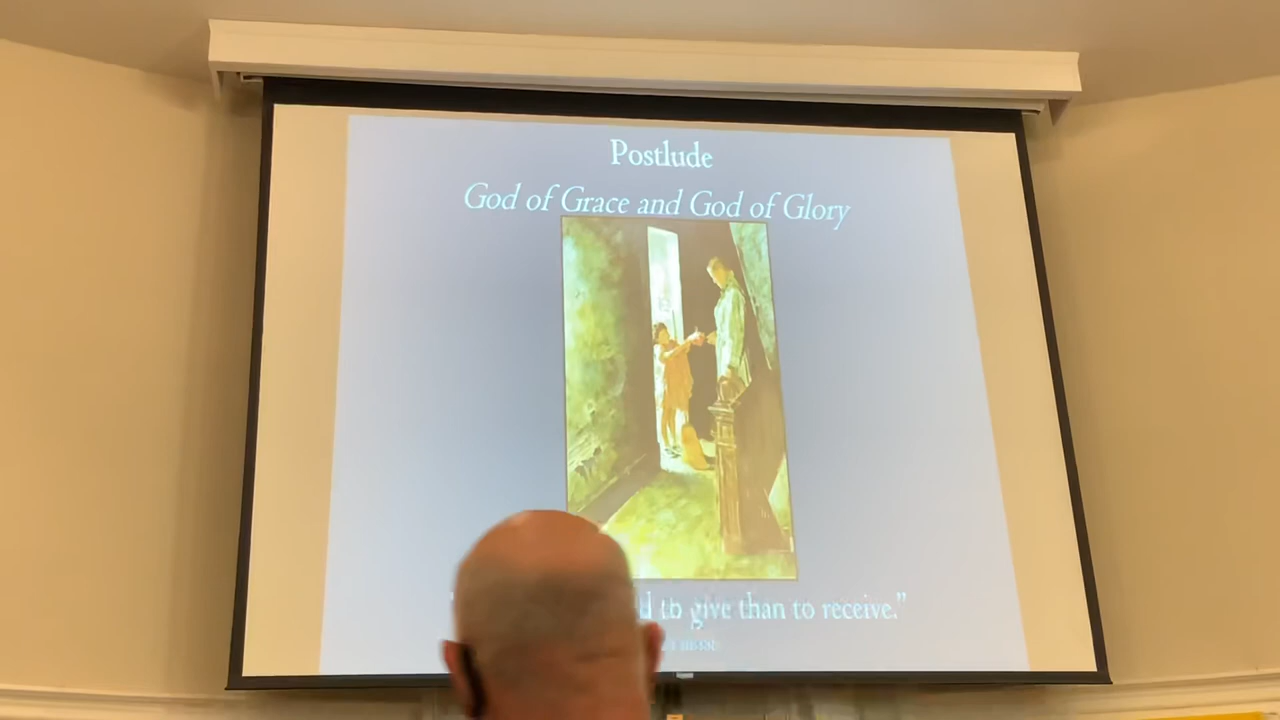 Postlude
God of Grace and God of Glory
to give than to receive."